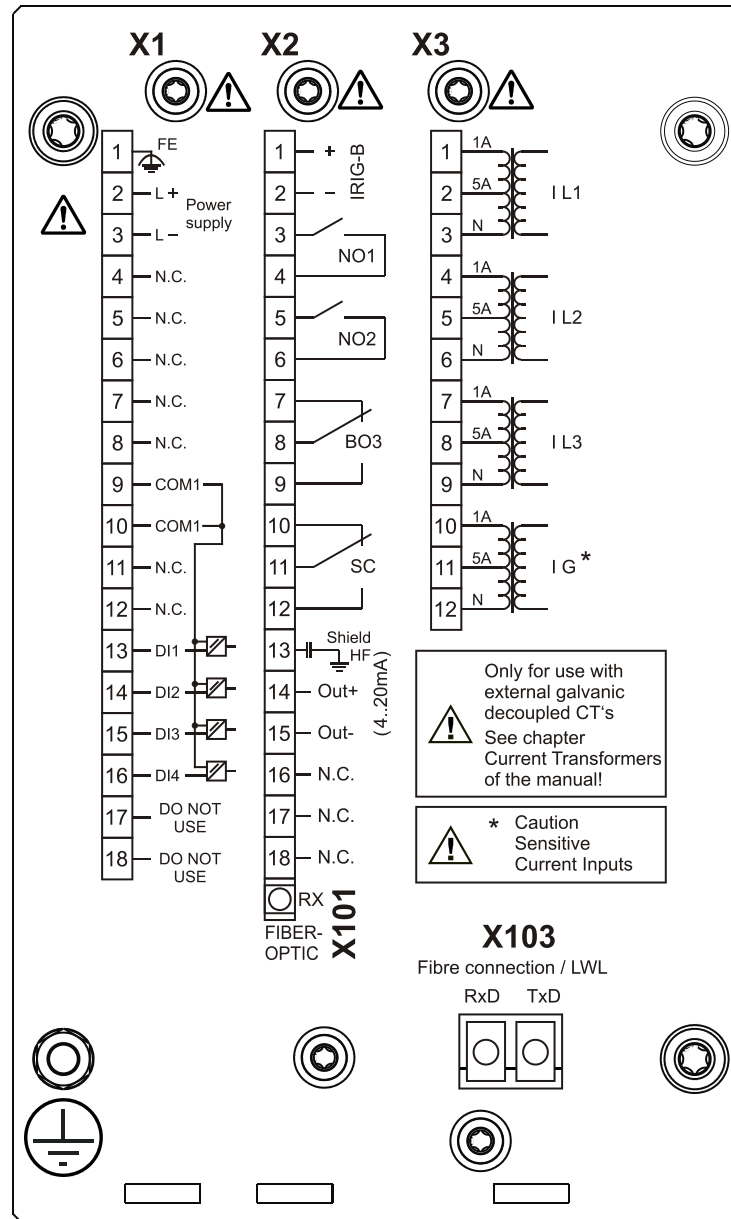 X1 X2 X3
1 FE
2 L+
3 L−
Power
supply
4 N.C.
5 N.C.
6 N.C.
7 N.C.
8 N.C.
9 COM1
10 COM1
11 N.C.
12 N.C.
13 DI1
14 DI2
15 DI3
16 DI4
17 DO NOT
USE
18 DO NOT
USE
1 +
2 −
IRIG-B
3
4
NO1
5
6
NO2
7
8 BO3
9
10
11 SC
12
13 Shield
HF
14 Out+
15 Out-
(4..20mA)
16 N.C.
17 N.C.
18 N.C.
RX
FIBER-
OPTIC
X101
1 1A
2 5A I L1
3 N
4 1A
5 5A I L2
6 N
7 1A
8 5A I L3
9 N
10 1A
11 5A I G *
12 N
! Only for use with
external galvanic
decoupled CT‘s
See chapter
Current Transformers
of the manual!
! * Caution
Sensitive
Current Inputs
X103
Fibre connection / LWL
RxD TxD